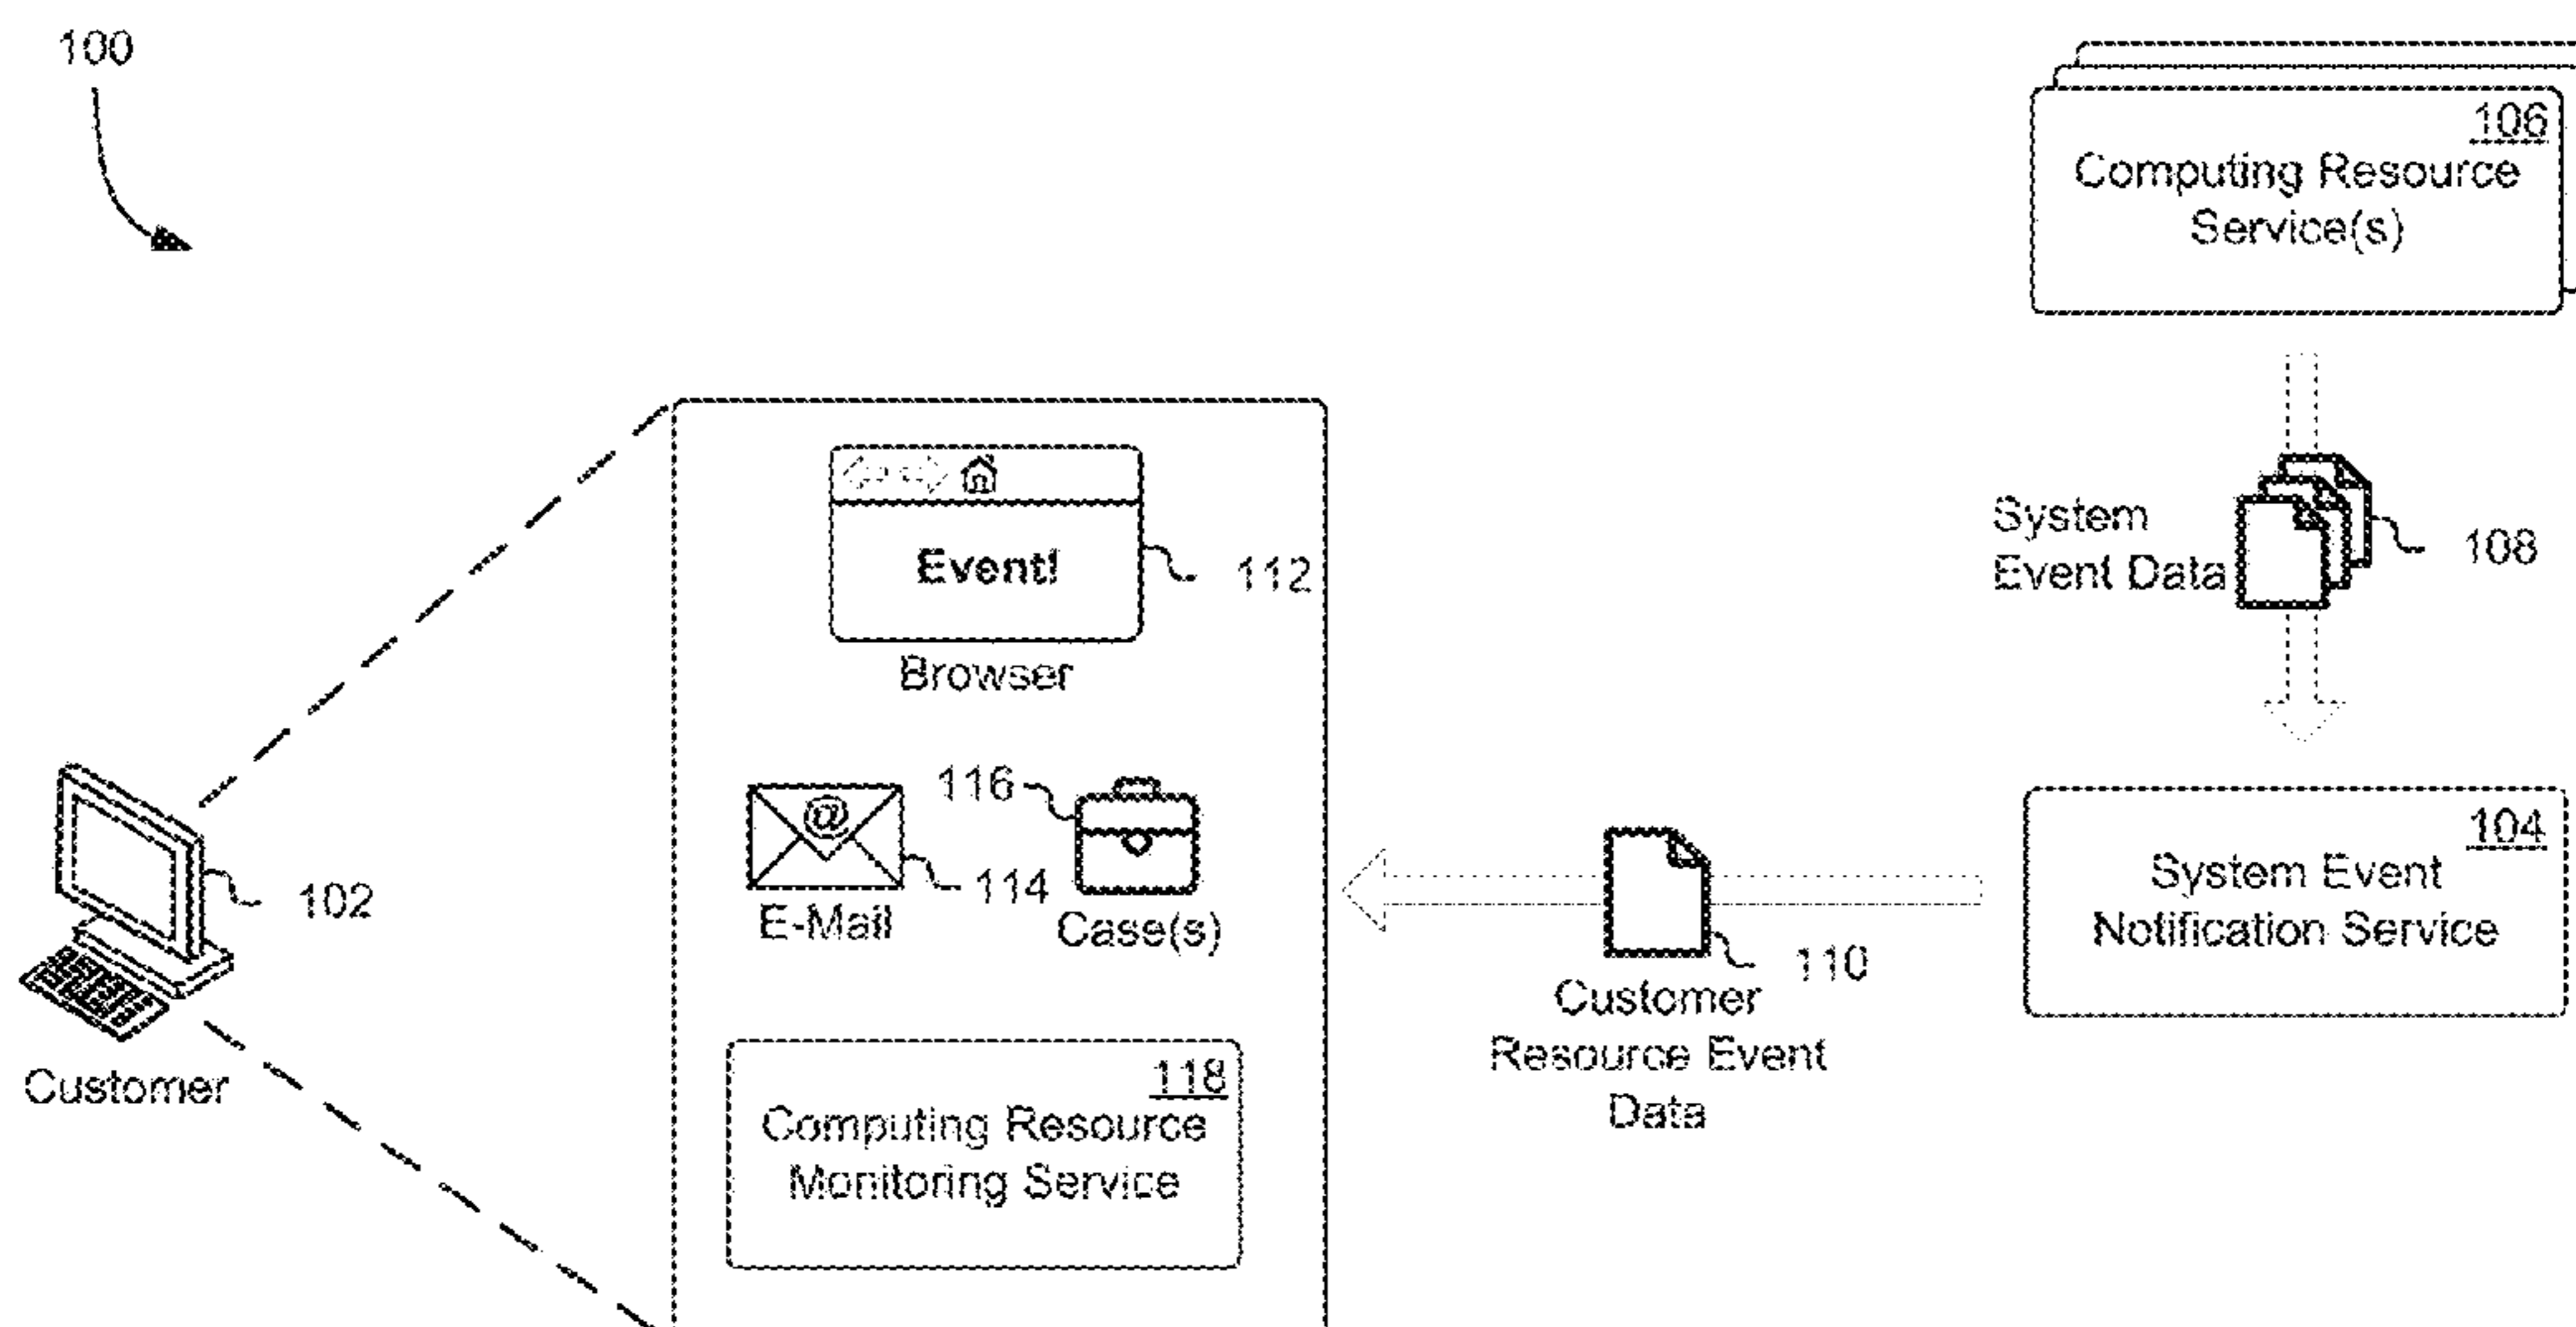 100
106
Computing Resource
Service(s)
System
Event Data
108
Event!
112
Browser
116
@
114
E-Mail
Case(s)
102
Customer
104
System Event
Notification Service
110
Customer
Resource Event
Data
118
Computing Resource
Monitoring Service